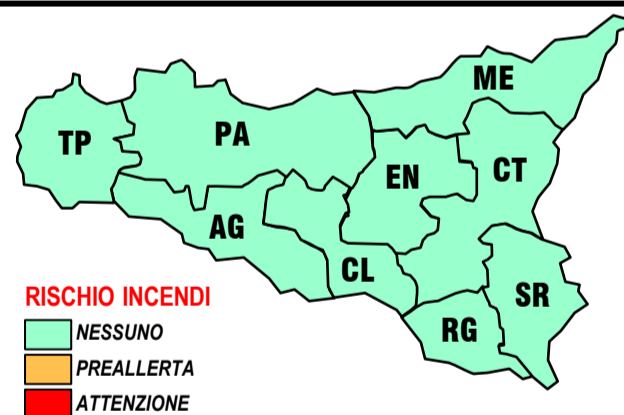 ME
PA
TP
CT
EN
AG
CL
SR
RG
RISCHIO INCENDI
NESSUNO
PREALLERTA
ATTENZIONE